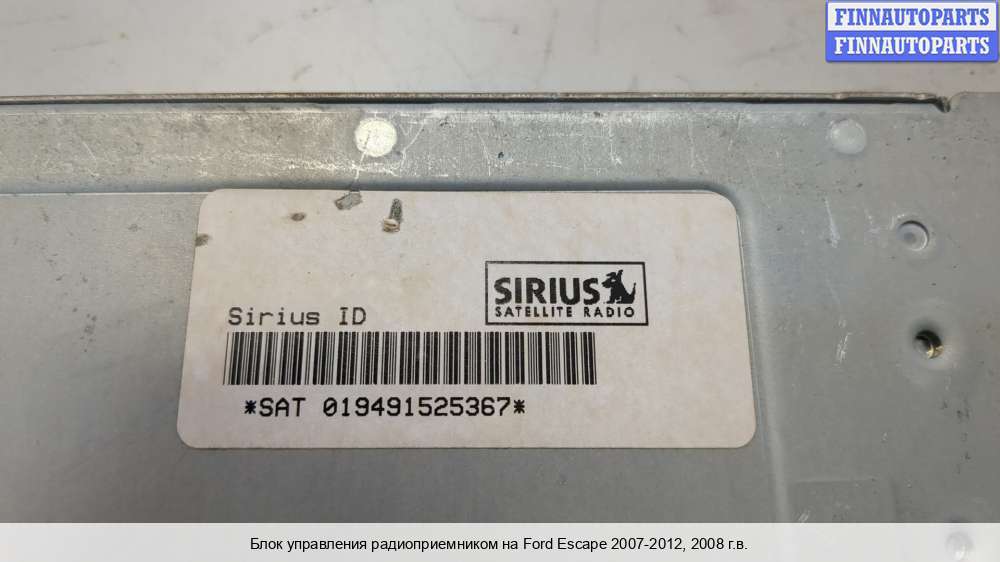 FINNAUTOPARTS
FINNAUTOPARTS
SIRIUS
SATELLITE RADIO
Sirius ID
*SAT 019491525367*
Блок управления радиоприемником на Ford Escape 2007-2012, 2008 г.в.